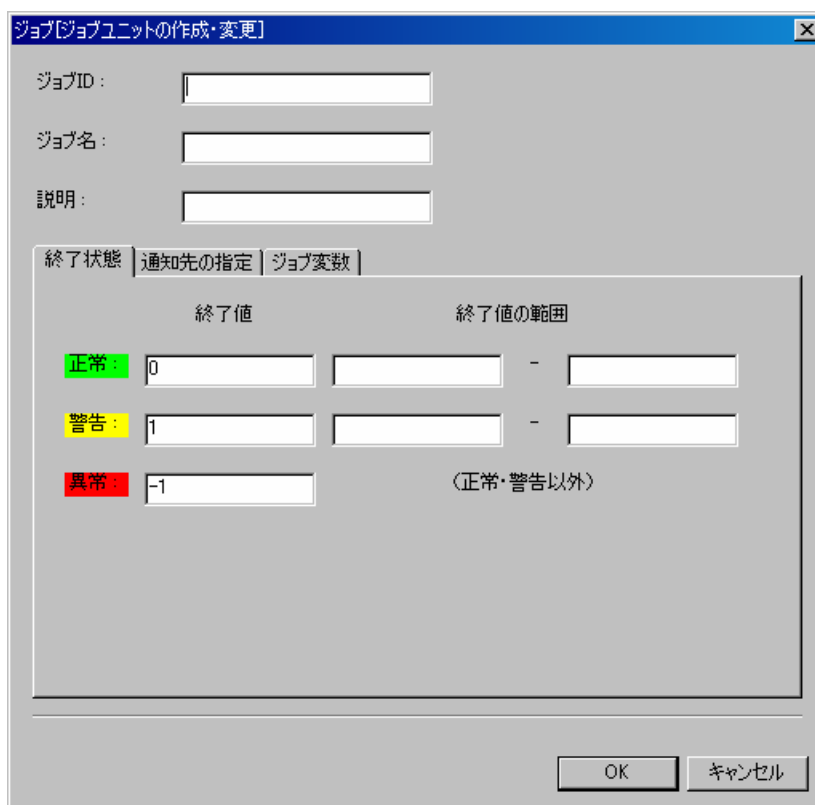 ジョブ[ジョブユニットの作成・変更]
ジョブID：
ジョブ名：
説明：
終了状態 通知先の指定 ジョブ変数
終了値 終了値の範囲
正常： 0 -
警告： 1 -
異常： -1 （正常・警告以外）
OK キャンセル